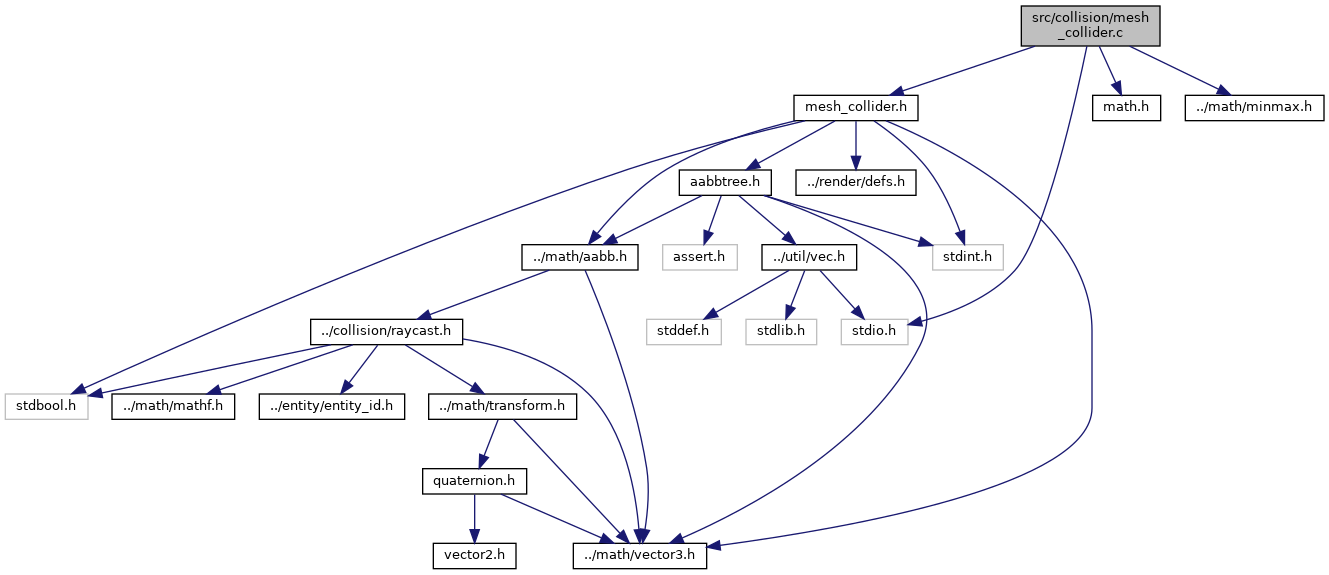 src/collision/mesh
_collider.c
mesh_collider.h
math.h
../math/minmax.h
aabbtree.h
../render/defs.h
../math/aabb.h
assert.h
../util/vec.h
stdint.h
../collision/raycast.h
stddef.h
stdlib.h
stdio.h
stdbool.h
../math/mathf.h
../entity/entity_id.h
../math/transform.h
quaternion.h
vector2.h
../math/vector3.h